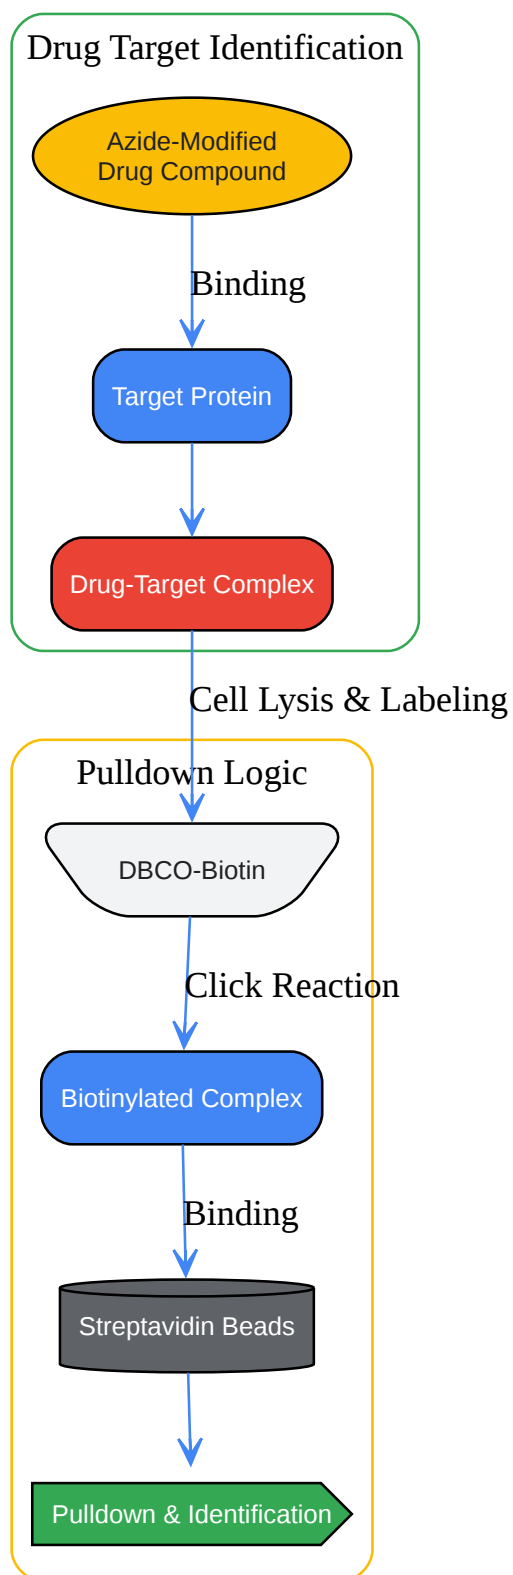 Drug Target Identification
Azide-Modified
Drug Compound
Binding
Target Protein
Drug-Target Complex
Cell Lysis & Labeling
Pulldown Logic
DBCO-Biotin
Click Reaction
Biotinylated Complex
Binding
Streptavidin Beads
Pulldown & Identification